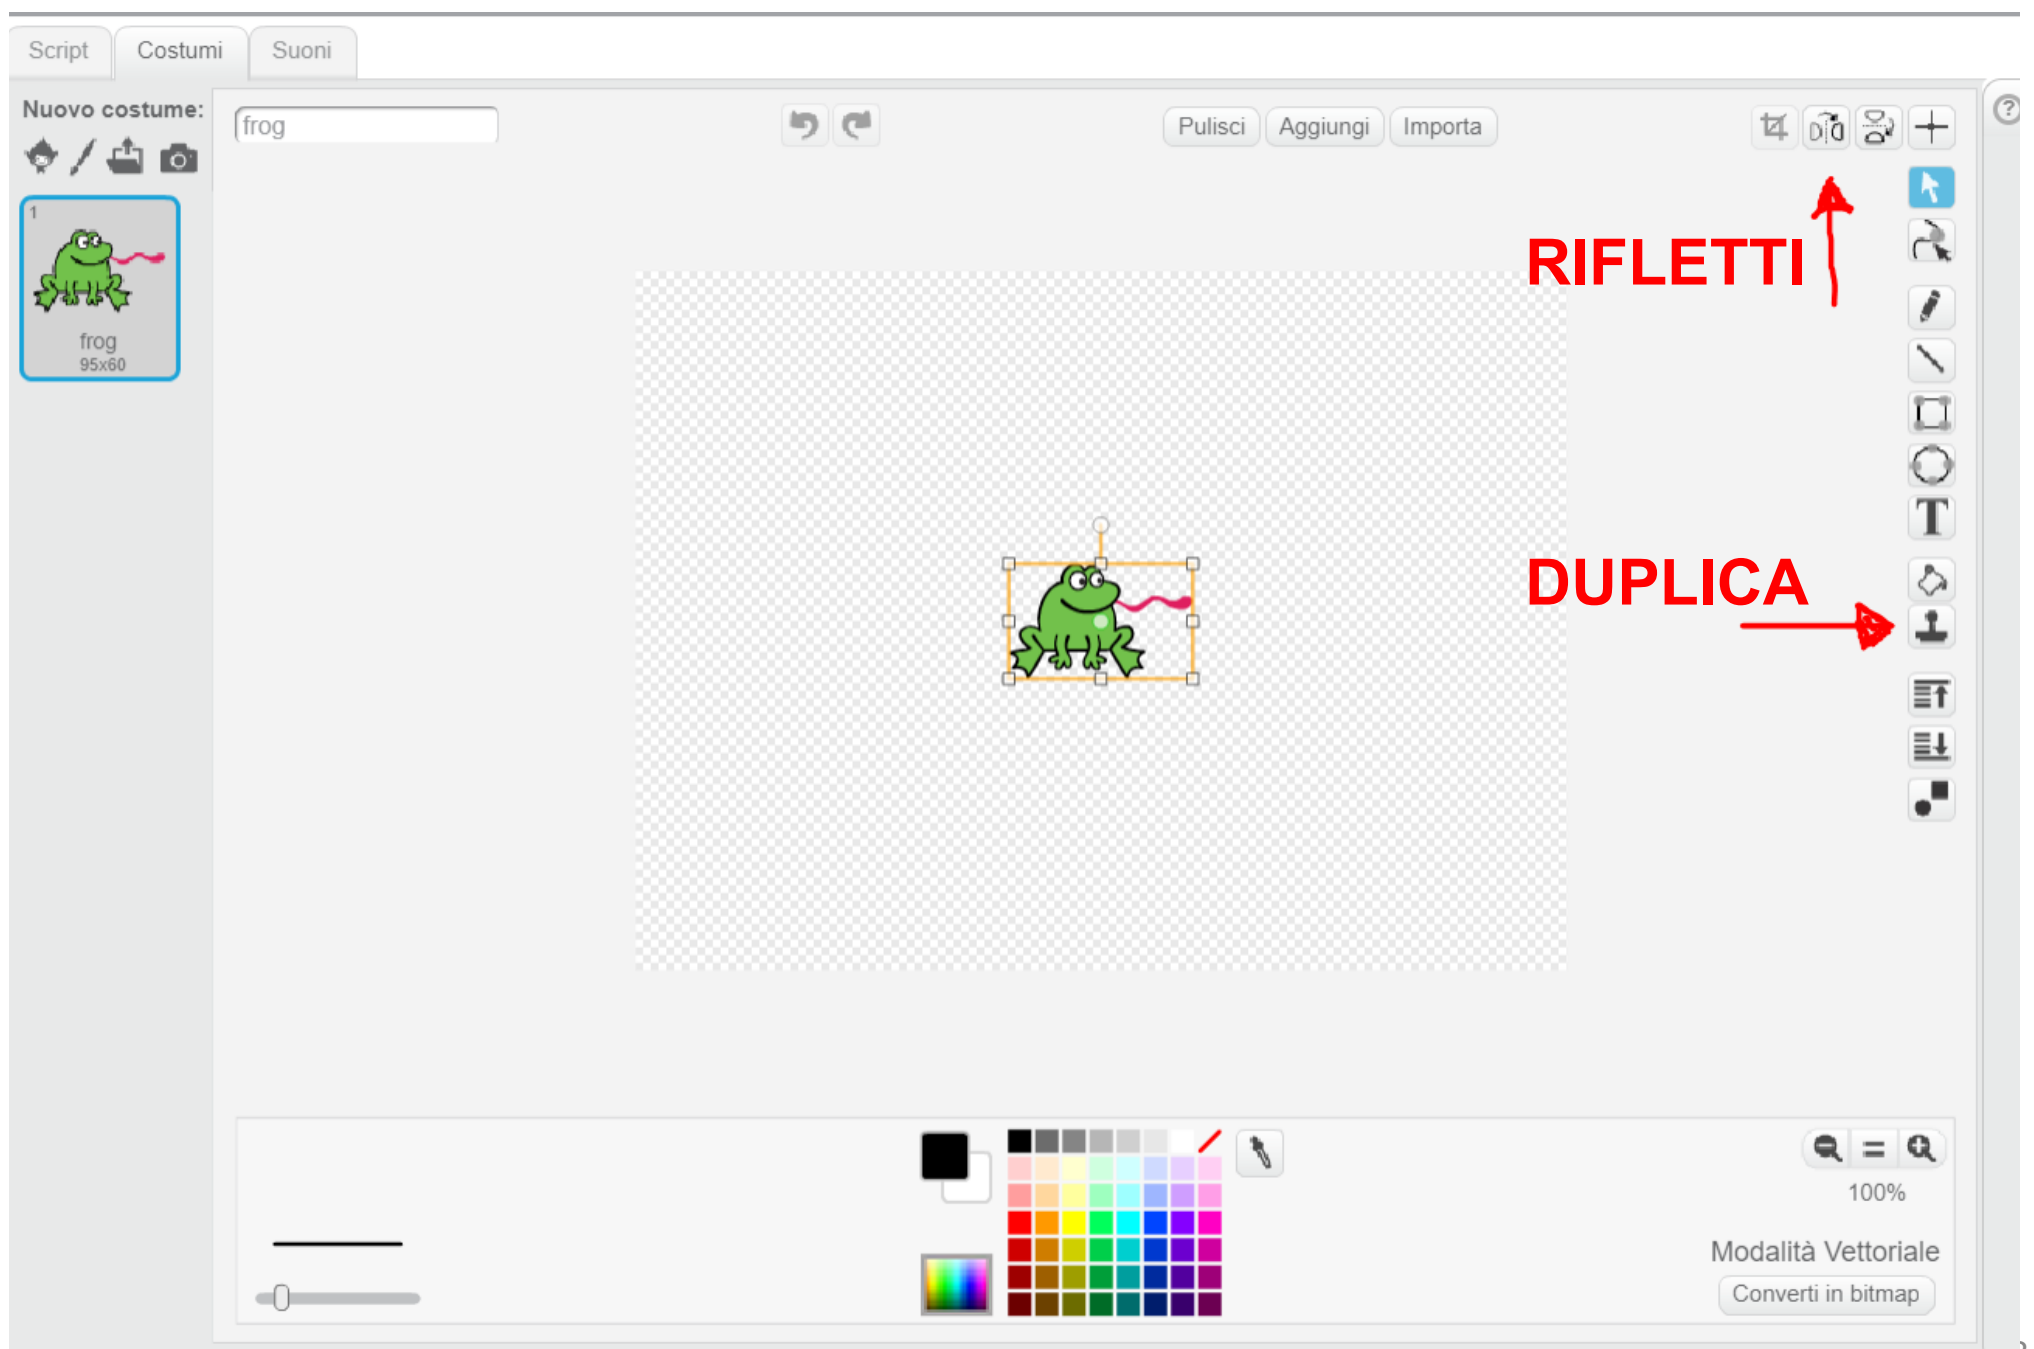 Script Costumi Suoni
Nuovo costume:
frog
Pulisci Aggiungi Importa
?
1
frog
95x60
RIFLETTI
T
DUPLICA
100%
Modalità Vettoriale
Converti in bitmap